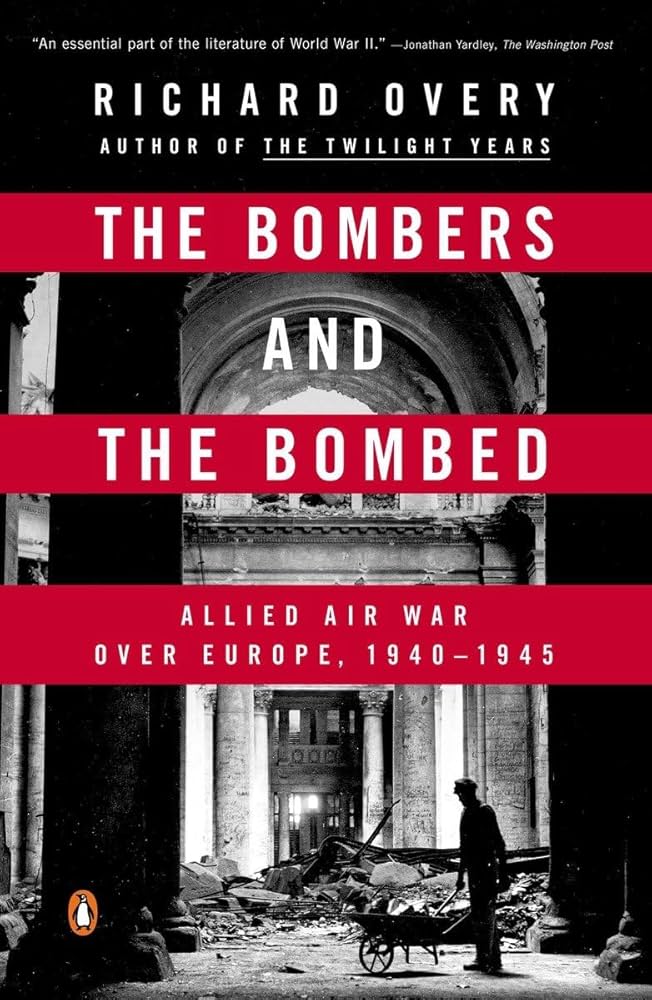 “An essential part of the literature of World War II.” —Jonathan Yardley, The Washington Post
RICHARD OVERY
AUTHOR OF THE TWILIGHT YEARS
THE BOMBERS
AND
THE BOMBED
ALLIED AIR WAR
OVER EUROPE, 1940–1945